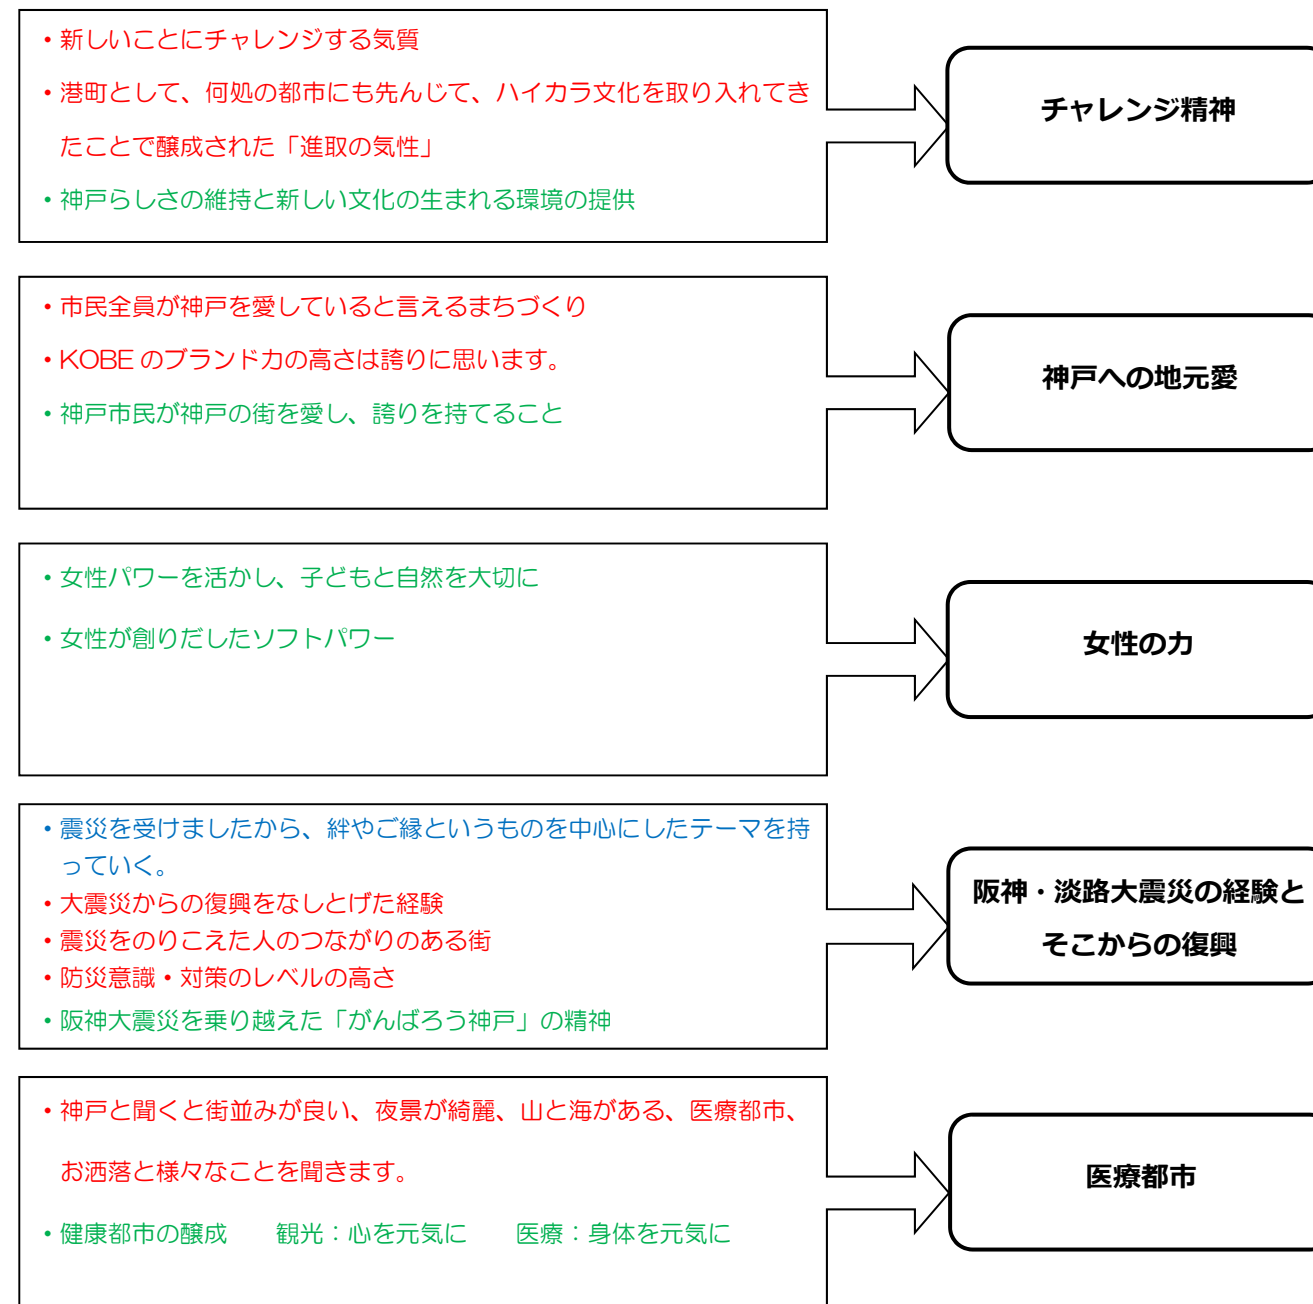 ・新しいことにチャレンジする気質
・港町として、何処の都市にも先んじて、ハイカラ文化を取り入れてき
たことで醸成された「進取の気性」
・神戸らしさの維持と新しい文化の生まれる環境の提供
チャレンジ精神
・市民全員が神戸を愛していると言えるまちづくり
・KOBE のブランド力の高さは誇りに思います。
・神戸市民が神戸の街を愛し、誇りを持てること
神戸への地元愛
・女性パワーを活かし、子どもと自然を大切に
・女性が創りだしたソフトパワー
女性の力
・震災を受けましたから、絆やご縁というものを中心にしたテーマを持
っていく。
・大震災からの復興をなしとげた経験
・震災をのりこえた人のつながりのある街
・防災意識・対策のレベルの高さ
・阪神大震災を乗り越えた「がんばろう神戸」の精神
阪神・淡路大震災の経験と
そこからの復興
・神戸と聞くと街並みが良い、夜景が綺麗、山と海がある、医療都市、
お洒落と様々なことを聞きます。
・健康都市の醸成　　観光：心を元気に　　医療：身体を元気に
医療都市